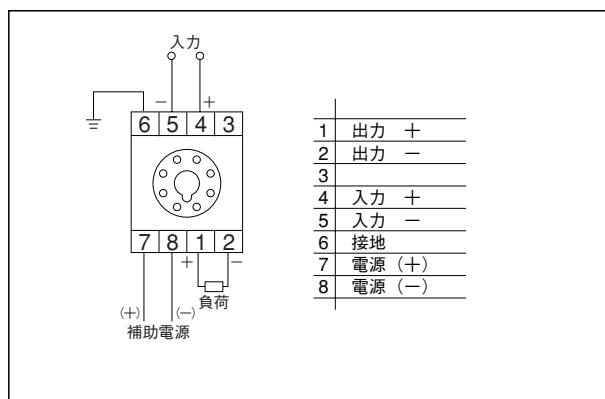 入力
− +
6 5 4 3
7 8 1 2
+ −
負荷
(+) (−)
補助電源
1 出力 +
2 出力 −
3
4 入力 +
5 入力 −
6 接地
7 電源（+）
8 電源（−）